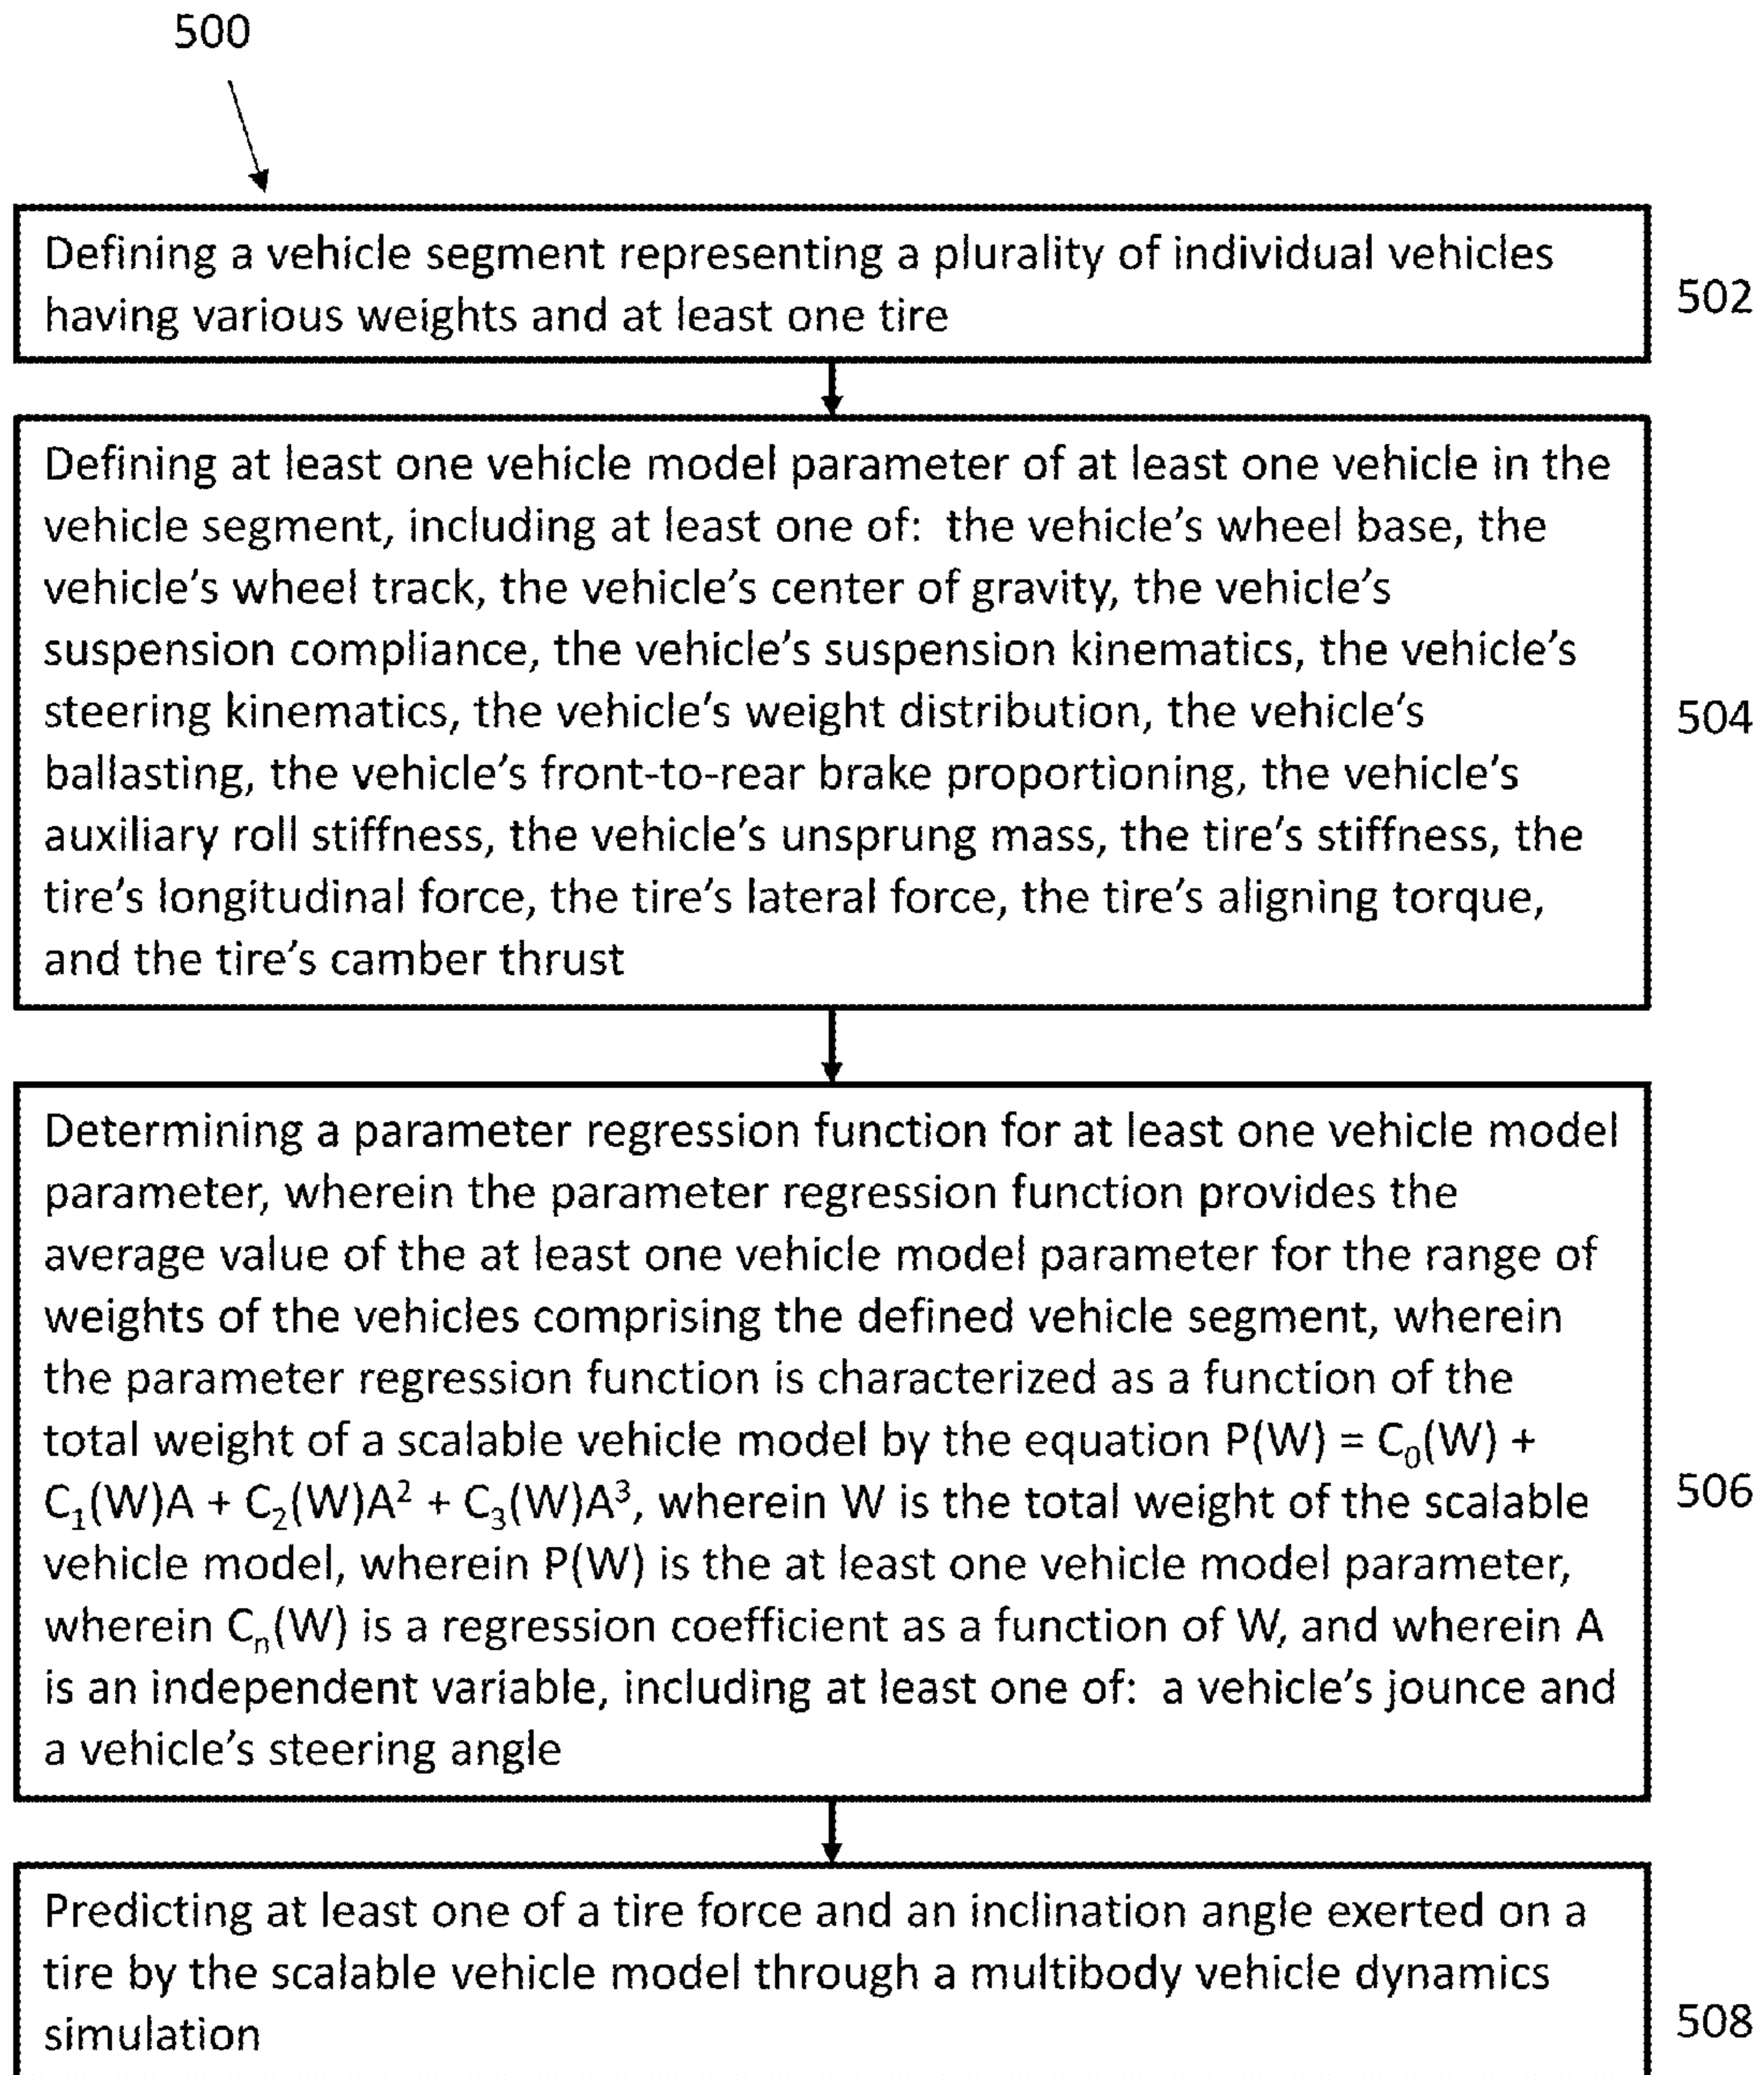 500
Defining a vehicle segment representing a plurality of individual vehicles
having various weights and at least one tire
502
Defining at least one vehicle model parameter of at least one vehicle in the
vehicle segment, including at least one of:  the vehicle's wheel base, the
vehicle's wheel track, the vehicle's center of gravity, the vehicle's
suspension compliance, the vehicle's suspension kinematics, the vehicle's
steering kinematics, the vehicle's weight distribution, the vehicle's
ballasting, the vehicle's front-to-rear brake proportioning, the vehicle's
auxiliary roll stiffness, the vehicle's unsprung mass, the tire's stiffness, the
tire's longitudinal force, the tire's lateral force, the tire's aligning torque,
and the tire's camber thrust
504
Determining a parameter regression function for at least one vehicle model
parameter, wherein the parameter regression function provides the
average value of the at least one vehicle model parameter for the range of
weights of the vehicles comprising the defined vehicle segment, wherein
the parameter regression function is characterized as a function of the
total weight of a scalable vehicle model by the equation P(W) = C₀(W) +
C₁(W)A + C₂(W)A² + C₃(W)A³, wherein W is the total weight of the scalable
vehicle model, wherein P(W) is the at least one vehicle model parameter,
wherein Cₙ(W) is a regression coefficient as a function of W, and wherein A
is an independent variable, including at least one of:  a vehicle's jounce and
a vehicle's steering angle
506
Predicting at least one of a tire force and an inclination angle exerted on a
tire by the scalable vehicle model through a multibody vehicle dynamics
simulation
508